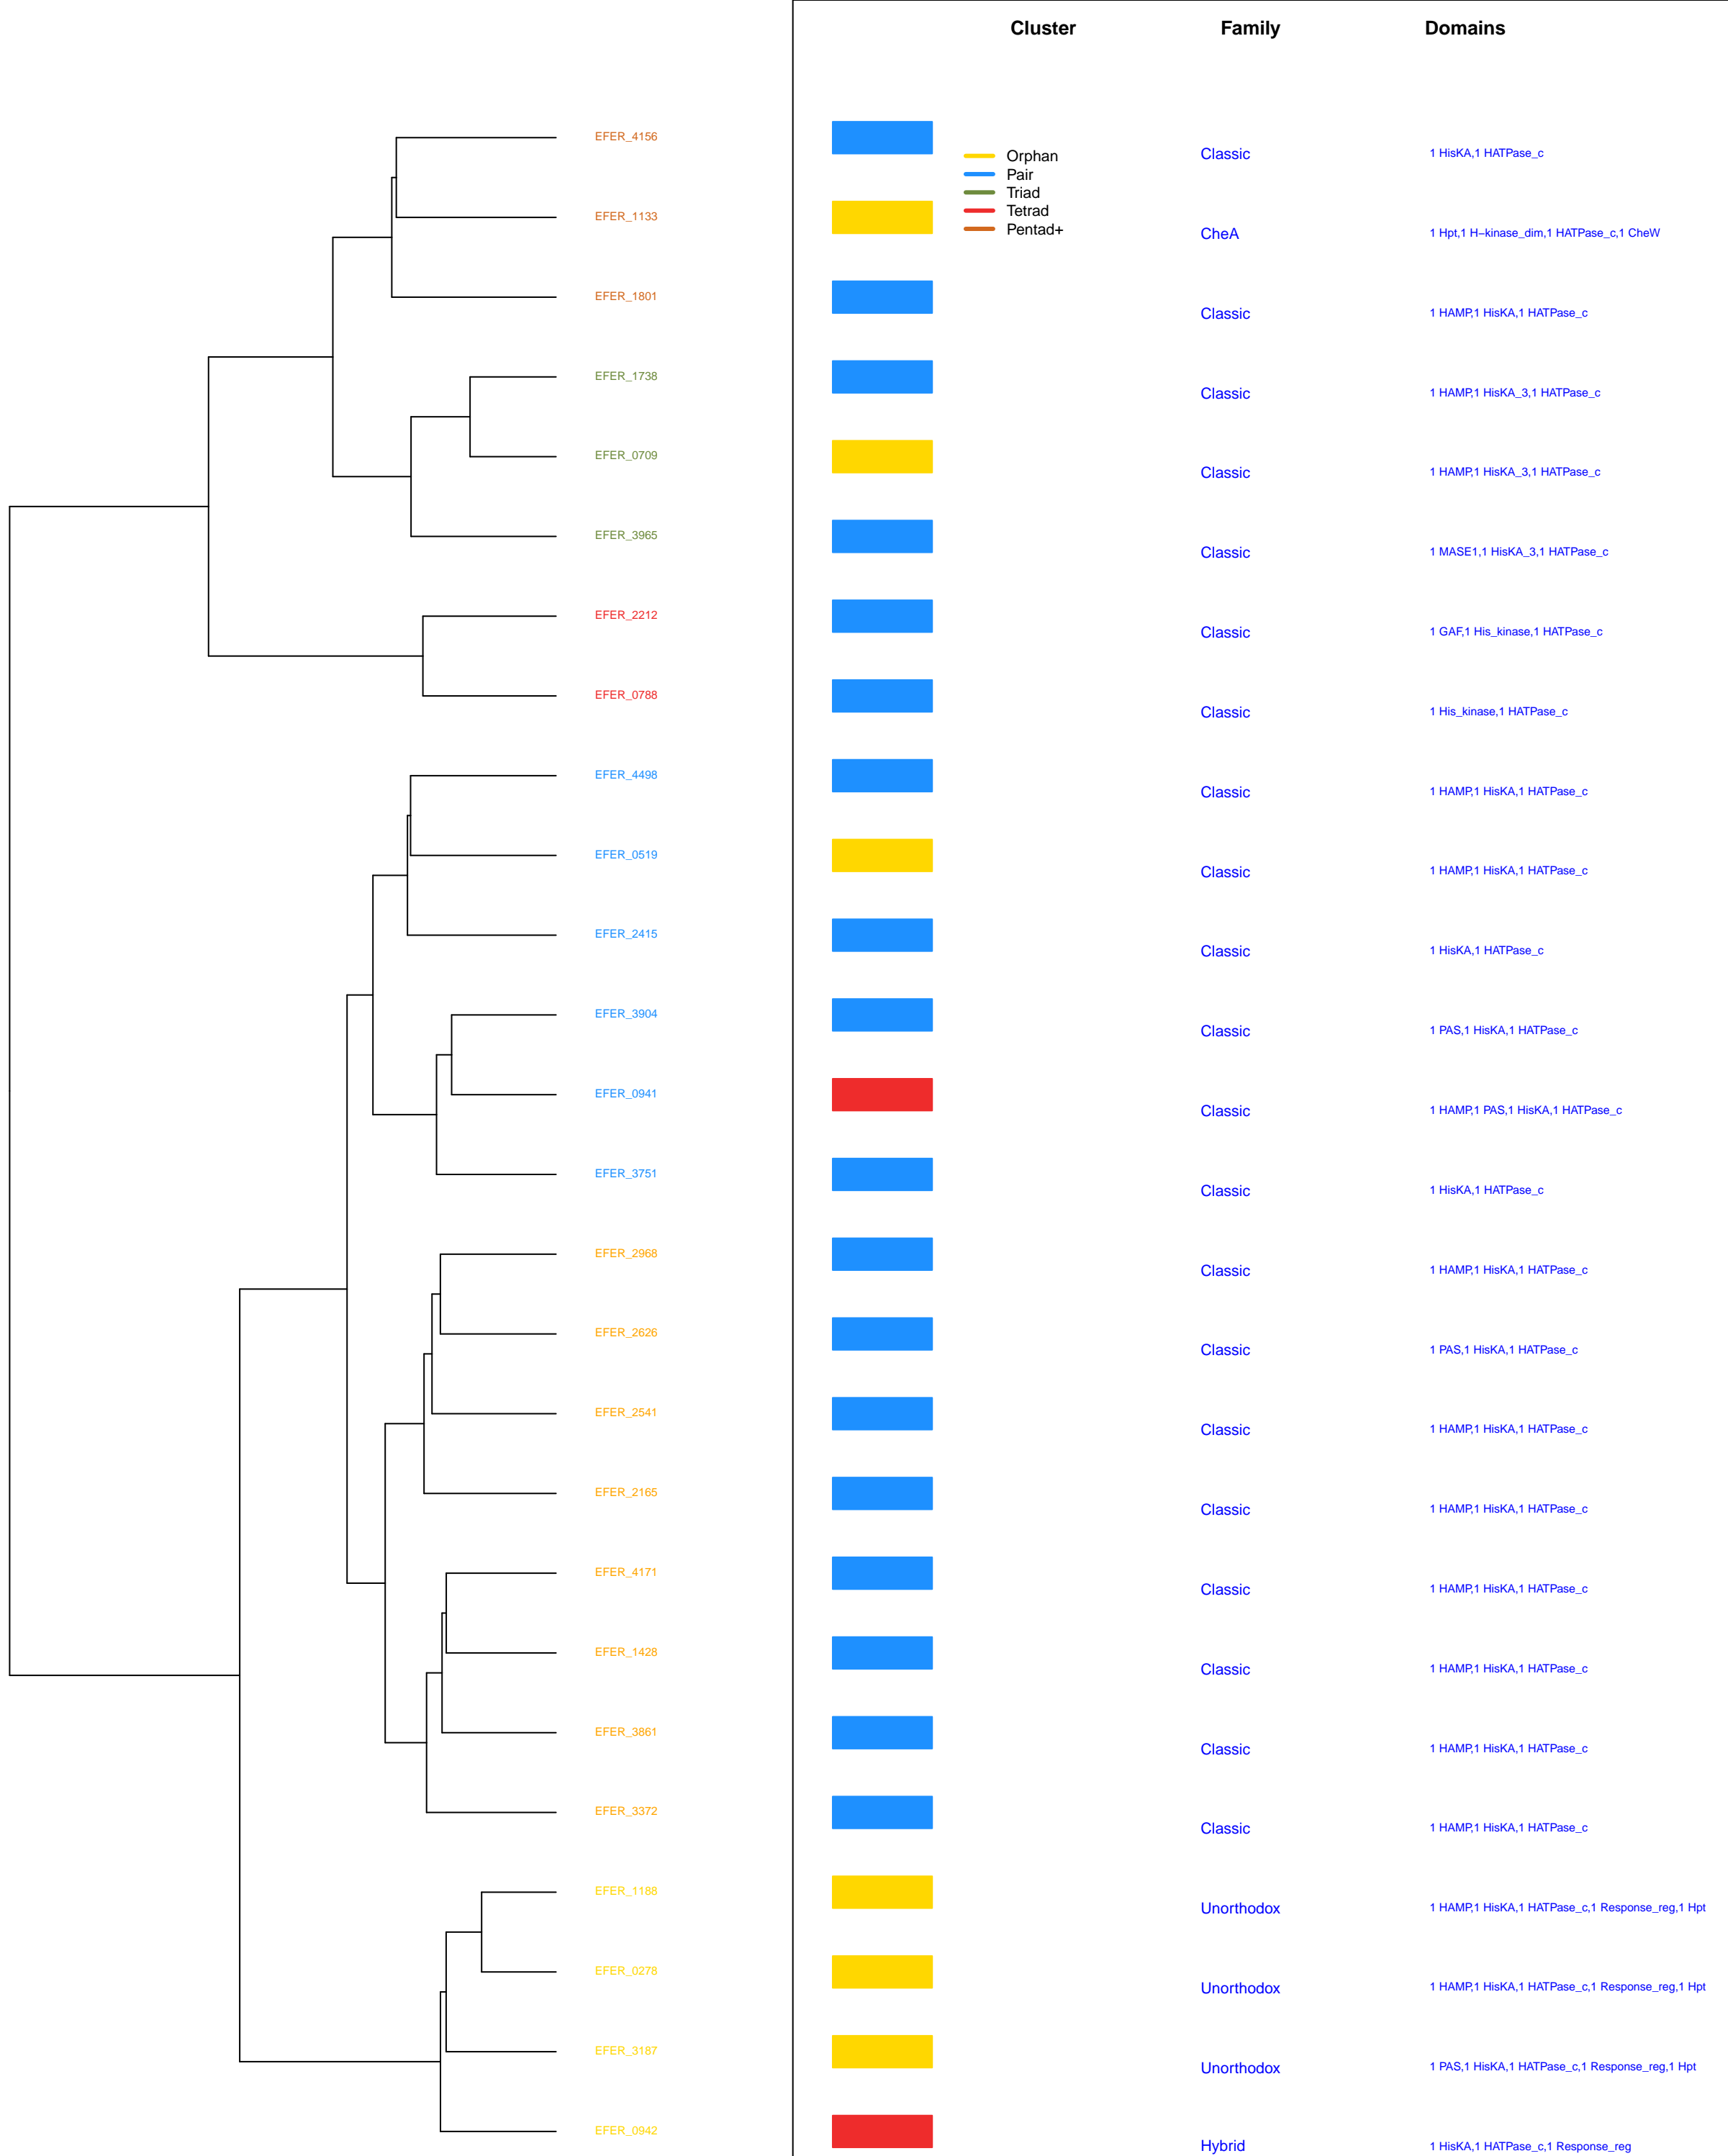 Cluster Family Domains
EFER_4156
Orphan
Classic 1 HisKA,1 HATPase_c
Pair
Triad
EFER_1133
Tetrad
Pentad+
CheA 1 Hpt,1 H−kinase_dim,1 HATPase_c,1 CheW
EFER_1801
Classic 1 HAMP,1 HisKA,1 HATPase_c
EFER_1738
Classic 1 HAMP,1 HisKA_3,1 HATPase_c
EFER_0709
Classic 1 HAMP,1 HisKA_3,1 HATPase_c
EFER_3965
Classic 1 MASE1,1 HisKA_3,1 HATPase_c
EFER_2212
Classic 1 GAF,1 His_kinase,1 HATPase_c
EFER_0788
Classic 1 His_kinase,1 HATPase_c
EFER_4498
Classic 1 HAMP,1 HisKA,1 HATPase_c
EFER_0519
Classic 1 HAMP,1 HisKA,1 HATPase_c
EFER_2415
Classic 1 HisKA,1 HATPase_c
EFER_3904
Classic 1 PAS,1 HisKA,1 HATPase_c
EFER_0941
Classic 1 HAMP,1 PAS,1 HisKA,1 HATPase_c
EFER_3751
Classic 1 HisKA,1 HATPase_c
EFER_2968
Classic 1 HAMP,1 HisKA,1 HATPase_c
EFER_2626
Classic 1 PAS,1 HisKA,1 HATPase_c
EFER_2541
Classic 1 HAMP,1 HisKA,1 HATPase_c
EFER_2165
Classic 1 HAMP,1 HisKA,1 HATPase_c
EFER_4171
Classic 1 HAMP,1 HisKA,1 HATPase_c
EFER_1428
Classic 1 HAMP,1 HisKA,1 HATPase_c
EFER_3861
Classic 1 HAMP,1 HisKA,1 HATPase_c
EFER_3372
Classic 1 HAMP,1 HisKA,1 HATPase_c
EFER_1188
Unorthodox 1 HAMP,1 HisKA,1 HATPase_c,1 Response_reg,1 Hpt
EFER_0278
Unorthodox 1 HAMP,1 HisKA,1 HATPase_c,1 Response_reg,1 Hpt
EFER_3187
Unorthodox 1 PAS,1 HisKA,1 HATPase_c,1 Response_reg,1 Hpt
EFER_0942
Hybrid 1 HisKA,1 HATPase_c,1 Response_reg